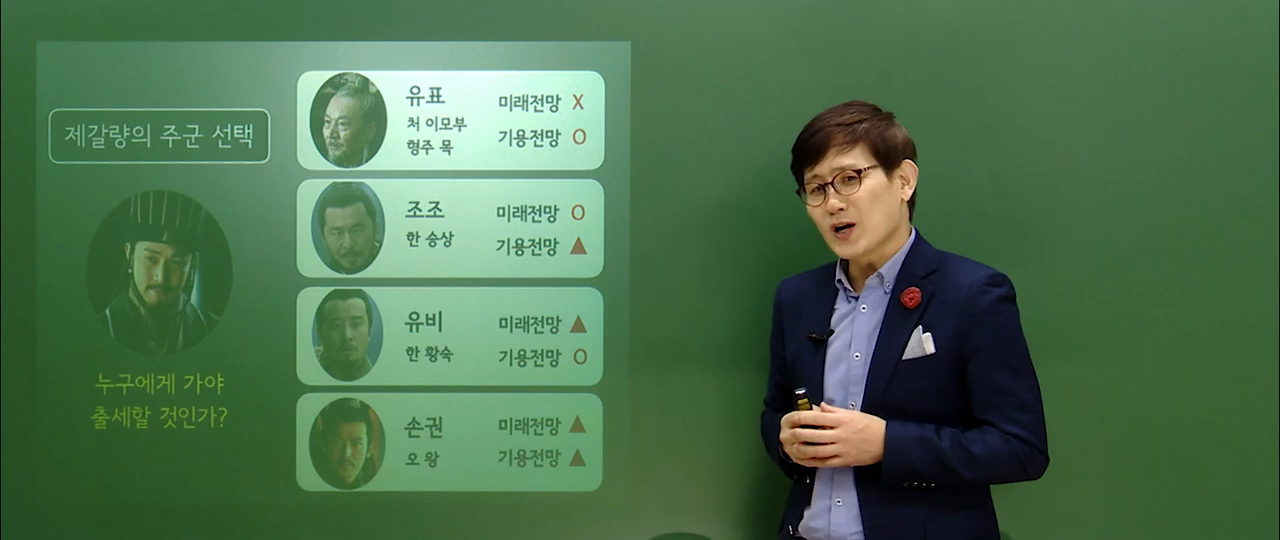 제갈량의 주군 선택
누구에게 가야
출세할 것인가?
유표
처 이모부
형주 목
미래전망 X
기용전망 O
조조
한 승상
미래전망 O
기용전망 ▲
유비
한 황숙
미래전망 ▲
기용전망 O
손권
오 왕
미래전망 ▲
기용전망 ▲